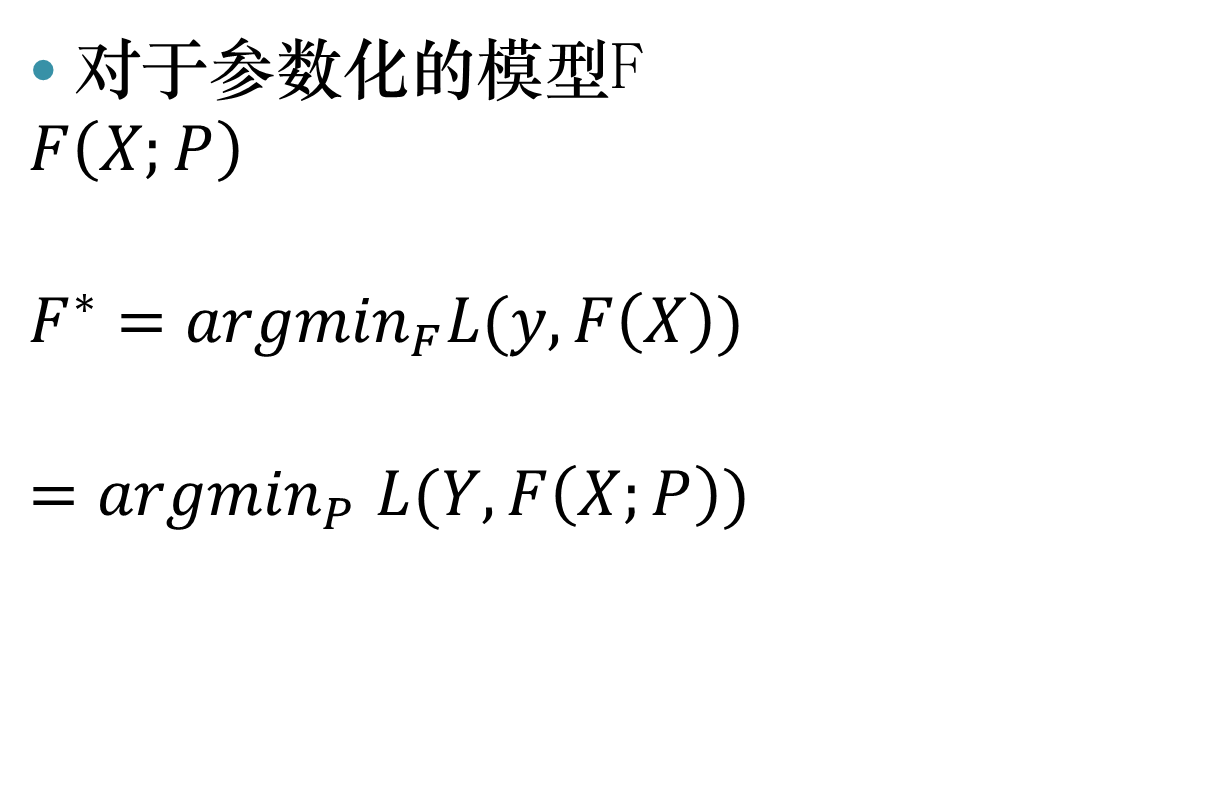 • 对于参数化的模型F
F(X; P)
F* = argmin_F L(y, F(X))
= argmin_P L(Y, F(X; P))